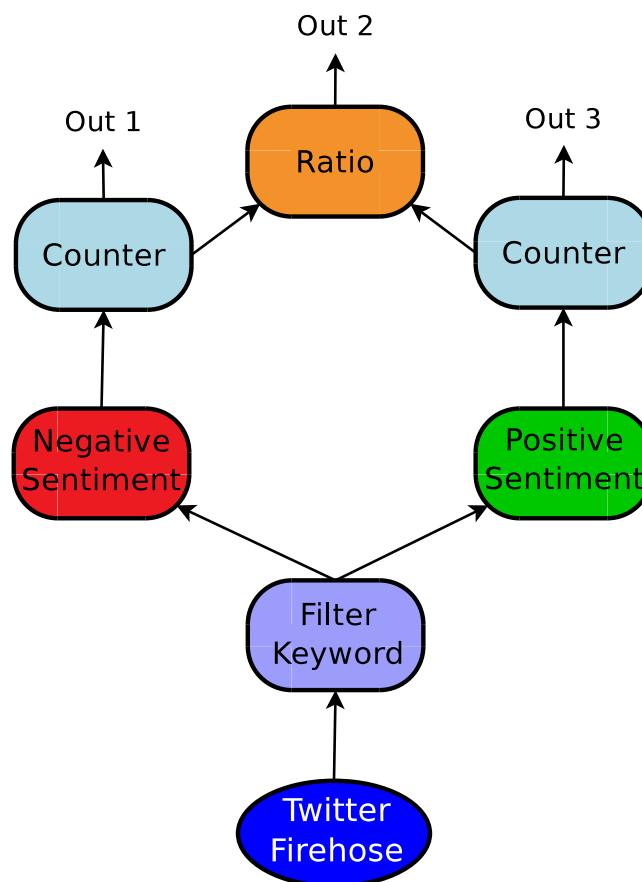 Out 2
Out 1
Out 3
Ratio
Counter
Counter
Negative
Sentiment
Positive
Sentiment
Filter
Keyword
Twitter
Firehose